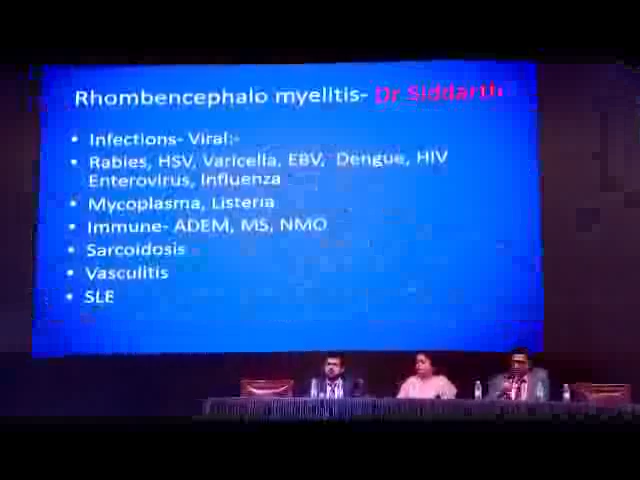 Rhombencephalo myelitis- Dr Siddarth
• Infections- Viral:-
• Rabies, HSV, Varicella, EBV, Dengue, HIV
Enterovirus, Influenza
• Mycoplasma, Listeria
• Immune- ADEM, MS, NMO
• Sarcoidosis
• Vasculitis
• SLE